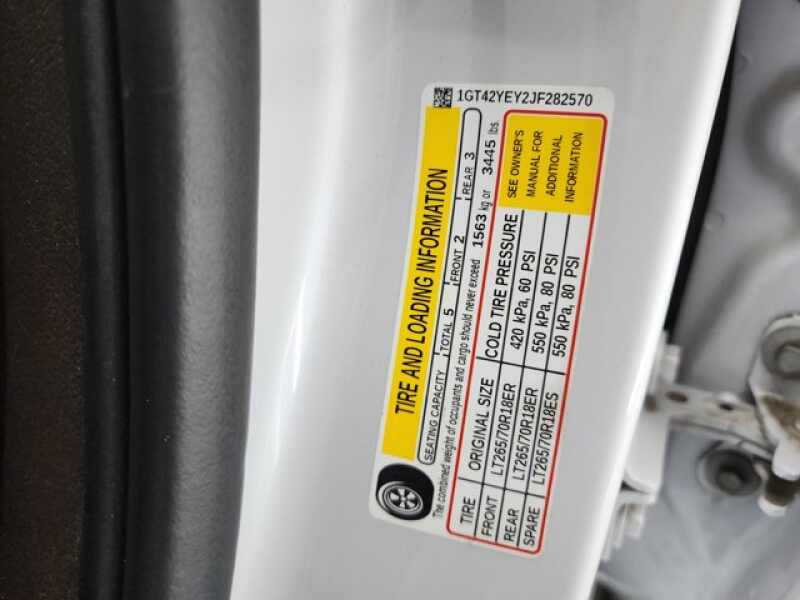 1GT42YEY2JF282570
TIRE AND LOADING INFORMATION
SEATING CAPACITY TOTAL 5 FRONT 2 REAR 3
The combined weight of occupants and cargo should never exceed 1563 kg or 3445 lbs.
TIRE ORIGINAL SIZE COLD TIRE PRESSURE
FRONT LT265/70R18ER 420 kPa, 60 PSI
REAR LT265/70R18ER 550 kPa, 80 PSI
SPARE LT265/70R18ES 550 kPa, 80 PSI
SEE OWNER'S
MANUAL FOR
ADDITIONAL
INFORMATION